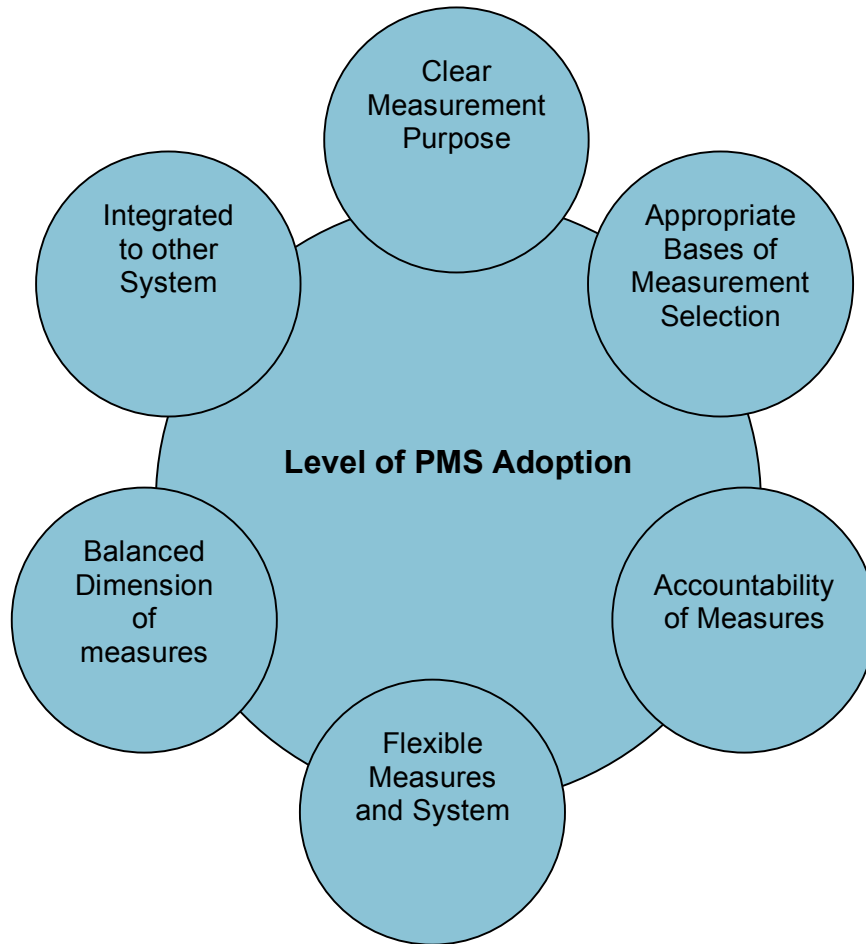 Clear
Measurement
Purpose
Appropriate
Bases of
Measurement
Selection
Accountability
of Measures
Flexible
Measures
and System
Balanced
Dimension
of
measures
Integrated
to other
System
Level of PMS Adoption